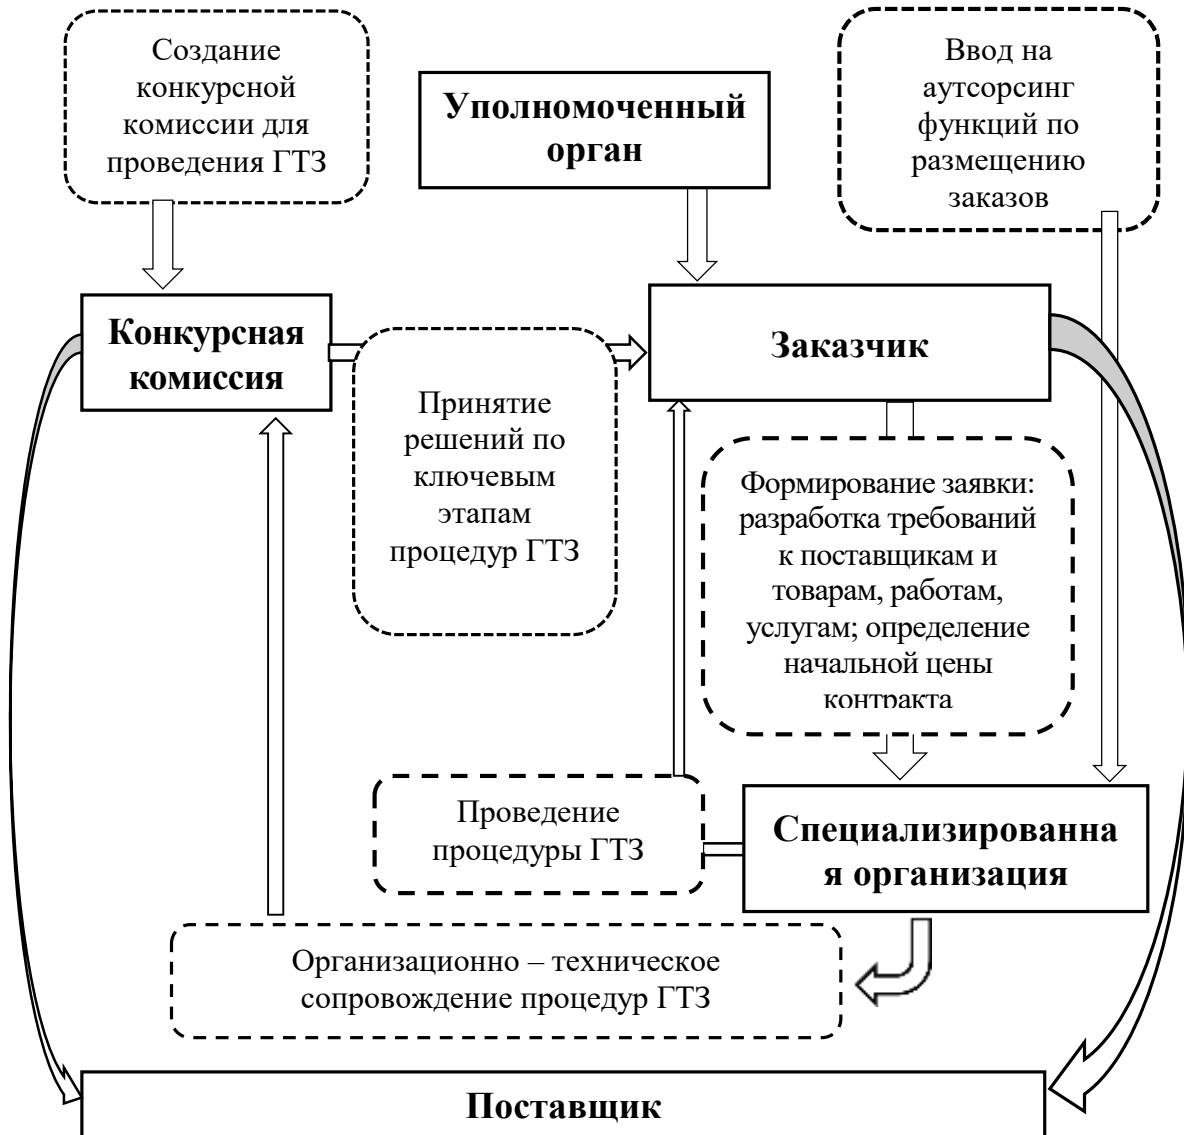 Создание
конкурсной
комиссии для
проведения ГТЗ
Уполномоченный
орган
Ввод на
аутсорсинг
функций по
размещению
заказов
Конкурсная
комиссия
Принятие
решений по
ключевым
этапам
процедур ГТЗ
Заказчик
Формирование заявки:
разработка требований
к поставщикам и
товарам, работам,
услугам; определение
начальной цены
контракта
Проведение
процедуры ГТЗ
Специализированна
я организация
Организационно – техническое
сопровождение процедур ГТЗ
Поставщик